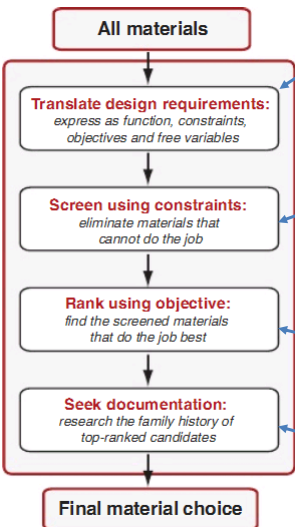 All materials
Translate design requirements:
express as function, constraints,
objectives and free variables
Screen using constraints:
eliminate materials that
cannot do the job
Rank using objective:
find the screened materials
that do the job best
Seek documentation:
research the family history of
top-ranked candidates
Final material choice